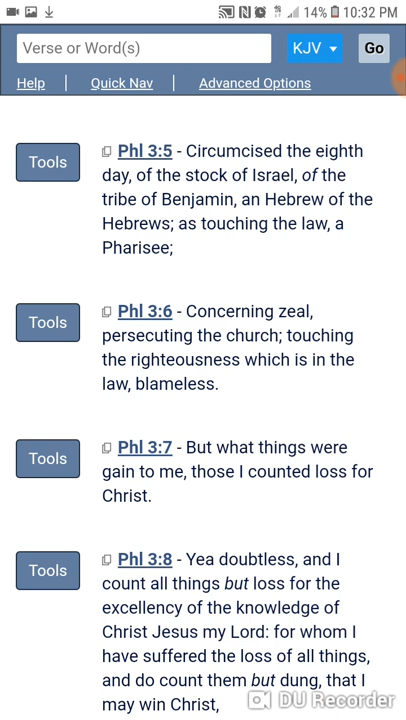 14% 10:32 PM
Verse or Word(s)
KJV
Go
Help | Quick Nav | Advanced Options
Tools
Phl 3:5 - Circumcised the eighth
day, of the stock of Israel, of the
tribe of Benjamin, an Hebrew of the
Hebrews; as touching the law, a
Pharisee;
Tools
Phl 3:6 - Concerning zeal,
persecuting the church; touching
the righteousness which is in the
law, blameless.
Tools
Phl 3:7 - But what things were
gain to me, those I counted loss for
Christ.
Tools
Phl 3:8 - Yea doubtless, and I
count all things but loss for the
excellency of the knowledge of
Christ Jesus my Lord: for whom I
have suffered the loss of all things,
and do count them but dung, that I
may win Christ,
DU Recorder